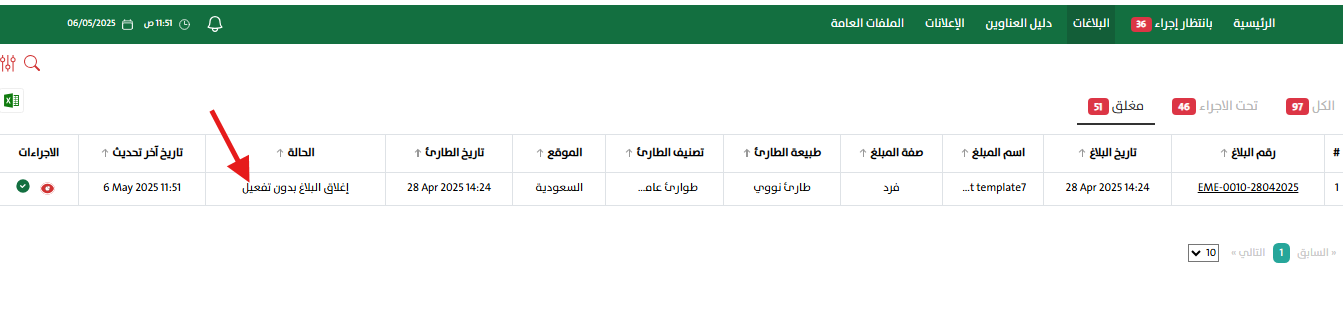 الرئيسية بانتظار إجراء 36 البلاغات دليل العناوين الإعلانات الملفات العامة 11:51 ص 06/05/2025
الكل 97 تحت الاجراء 46 مغلق 51
# رقم البلاغ ↑ تاريخ البلاغ ↑ اسم المبلغ ↑ صفة المبلغ ↑ طبيعة الطارئ ↑ تصنيف الطارئ ↑ الموقع ↑ تاريخ الطارئ ↑ الحالة ↑ تاريخ آخر تحديث ↑ الاجراءات
1 EME-0010-28042025 28 Apr 2025 14:24 ...t template7 فرد طارئ نووي طوارئ عام... السعودية 28 Apr 2025 14:24 إغلاق البلاغ بدون تفعيل 6 May 2025 11:51
« السابق 1 التالي » 10